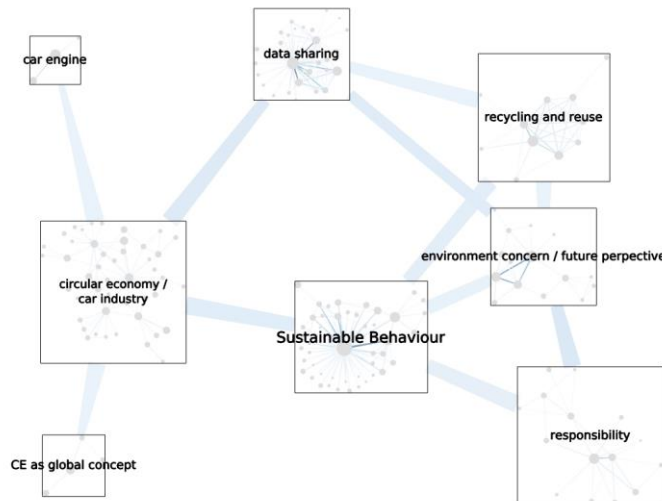 data sharing
car engine
recycling and reuse
environment concern / future perpective
circular economy /
car industry
Sustainable Behaviour
responsibility
CE as global concept